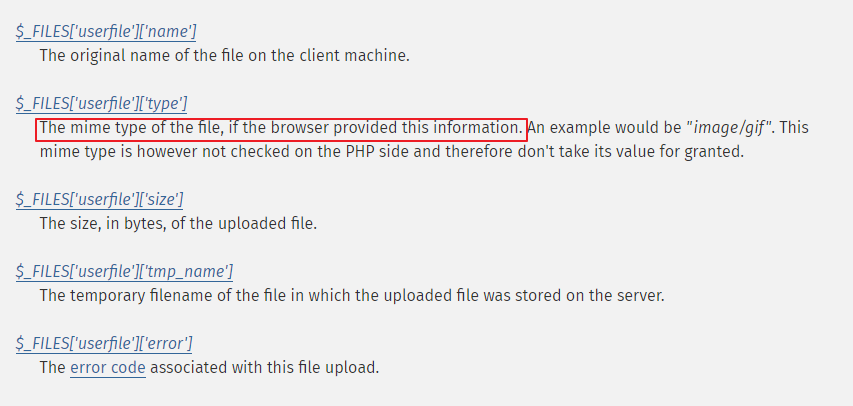 $_FILES['userfile']['name']
The original name of the file on the client machine.
$_FILES['userfile']['type']
The mime type of the file, if the browser provided this information. An example would be "image/gif". This
mime type is however not checked on the PHP side and therefore don't take its value for granted.
$_FILES['userfile']['size']
The size, in bytes, of the uploaded file.
$_FILES['userfile']['tmp_name']
The temporary filename of the file in which the uploaded file was stored on the server.
$_FILES['userfile']['error']
The error code associated with this file upload.